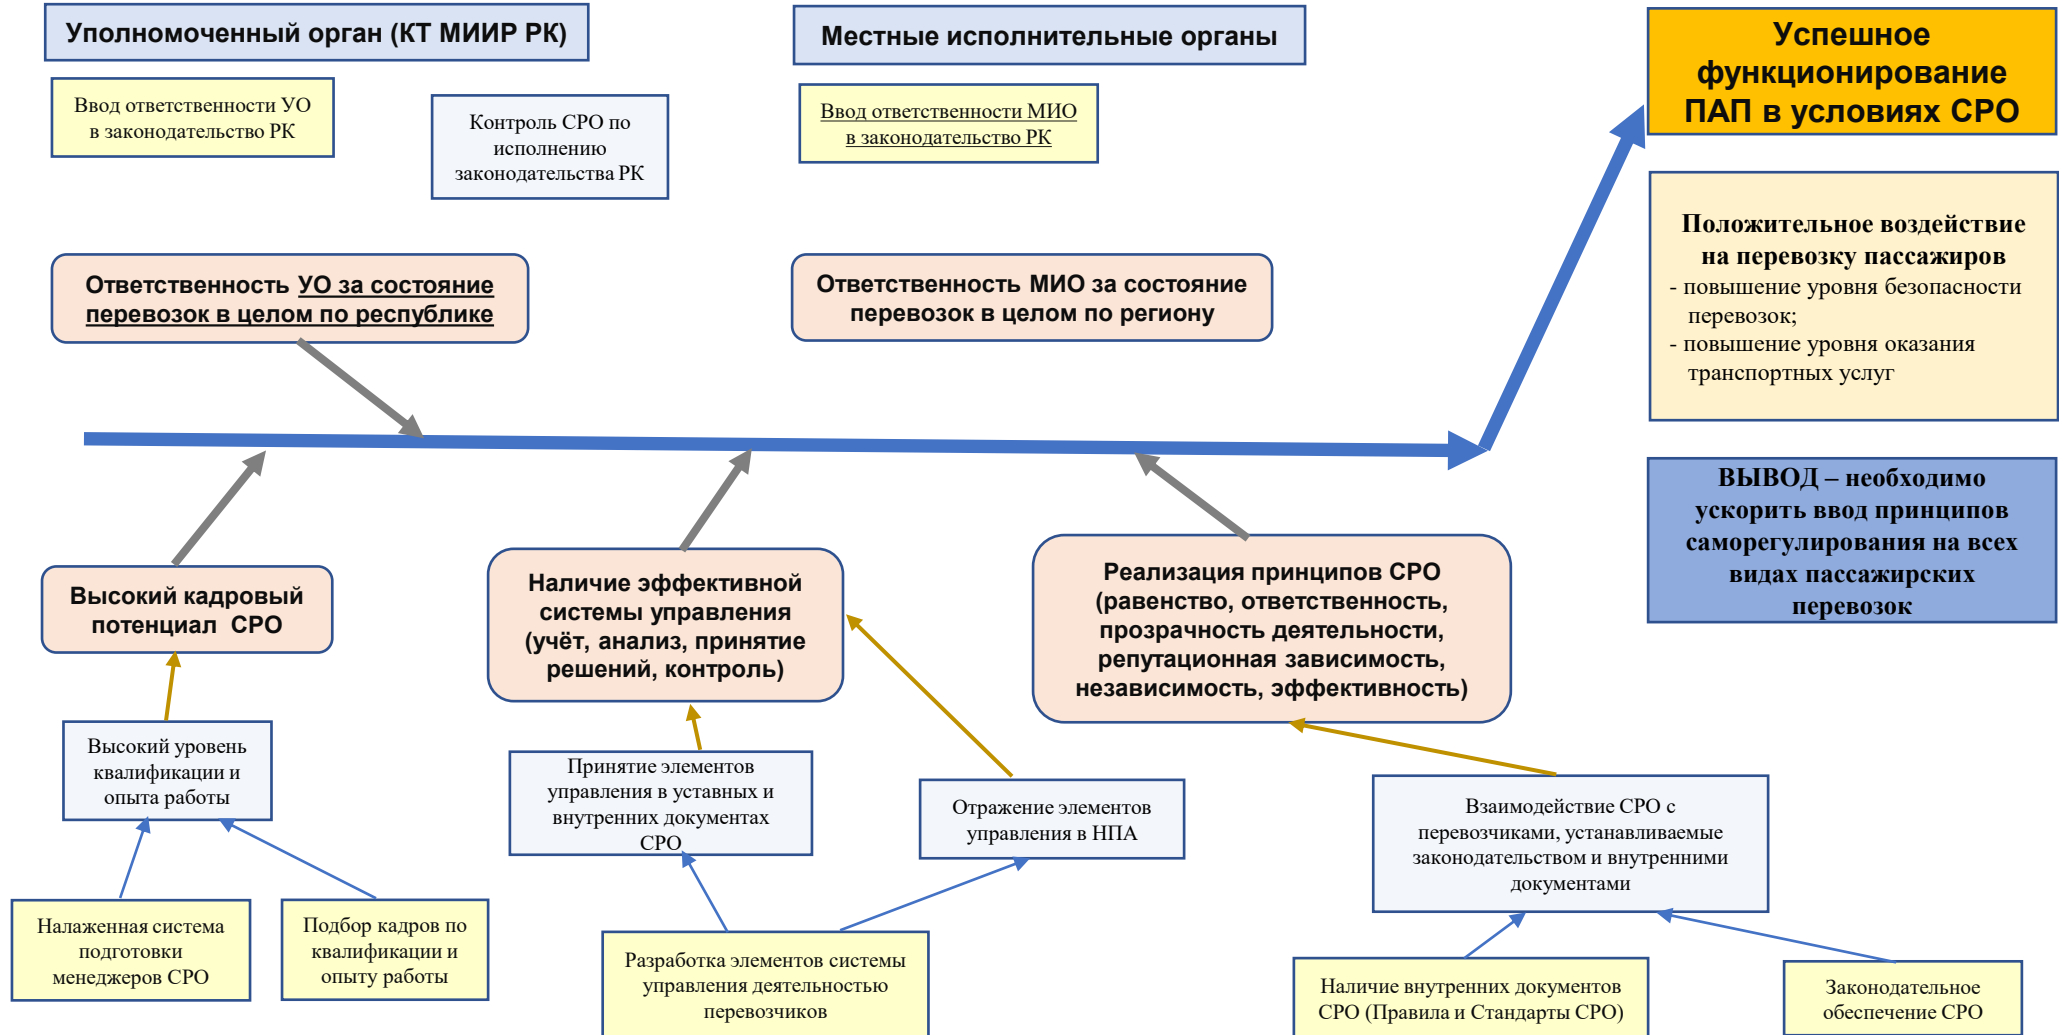 Уполномоченный орган (КТ МИИР РК)
Местные исполнительные органы
Успешное
функционирование
ПАП в условиях СРО
Ввод ответственности УО
в законодательство РК
Контроль СРО по
исполнению
законодательства РК
Ввод ответственности МИО
в законодательство РК
Положительное воздействие
на перевозку пассажиров
- повышение уровня безопасности
перевозок;
- повышение уровня оказания
транспортных услуг
Ответственность УО за состояние
перевозок в целом по республике
Ответственность МИО за состояние
перевозок в целом по региону
ВЫВОД – необходимо
ускорить ввод принципов
саморегулирования на всех
видах пассажирских
перевозок
Высокий кадровый
потенциал СРО
Наличие эффективной
системы управления
(учёт, анализ, принятие
решений, контроль)
Реализация принципов СРО
(равенство, ответственность,
прозрачность деятельности,
репутационная зависимость,
независимость, эффективность)
Высокий уровень
квалификации и
опыта работы
Принятие элементов
управления в уставных и
внутренних документах
СРО
Отражение элементов
управления в НПА
Взаимодействие СРО с
перевозчиками, устанавливаемые
законодательством и внутренними
документами
Налаженная система
подготовки
менеджеров СРО
Подбор кадров по
квалификации и
опыту работы
Разработка элементов системы
управления деятельностью
перевозчиков
Наличие внутренних документов
СРО (Правила и Стандарты СРО)
Законодательное
обеспечение СРО